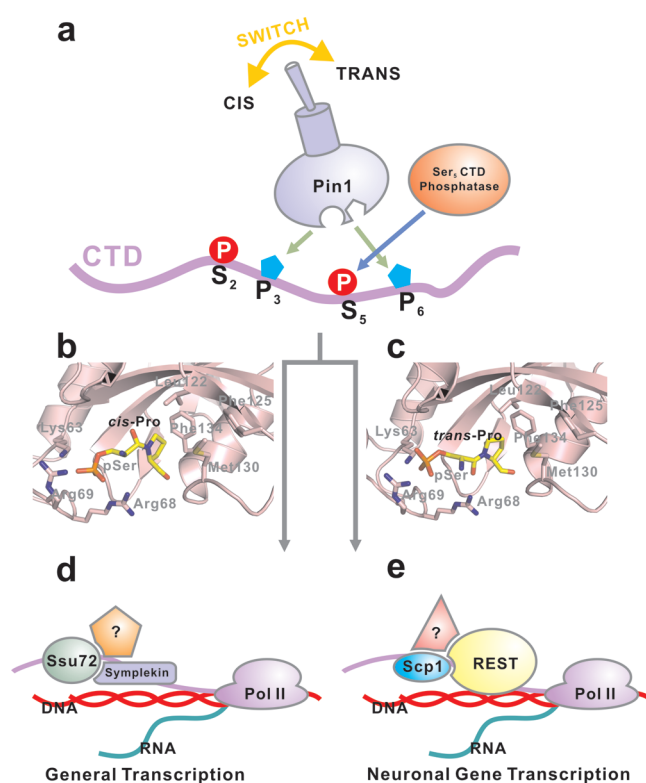 a
SWITCH
CIS
TRANS
Pin1
Ser₅ CTD
Phosphatase
CTD
P
S₂
P₃
P
S₅
P₆
b
Leu122
Phe125
cis-Pro
Lys63
Phe134
pSer
Met130
Arg69
Arg68
c
Leu122
Phe125
Lys63
trans-Pro
Phe134
pSer
Met130
Arg69
Arg68
d
?
Ssu72
Symplekin
Pol II
DNA
RNA
General Transcription
e
?
Scp1
REST
Pol II
DNA
RNA
Neuronal Gene Transcription